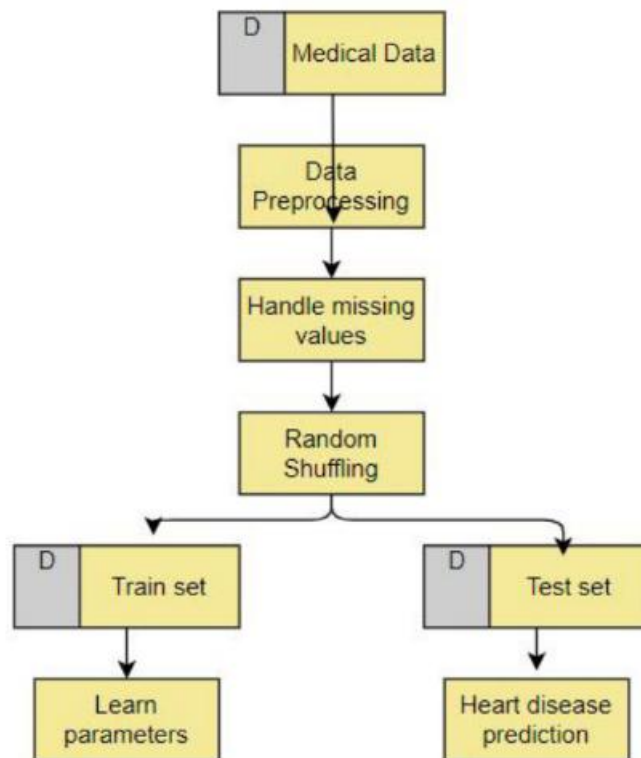 D
Medical Data
Data
Preprocessing
Handle missing
values
Random
Shuffling
D
Train set
D
Test set
Learn
parameters
Heart disease
prediction